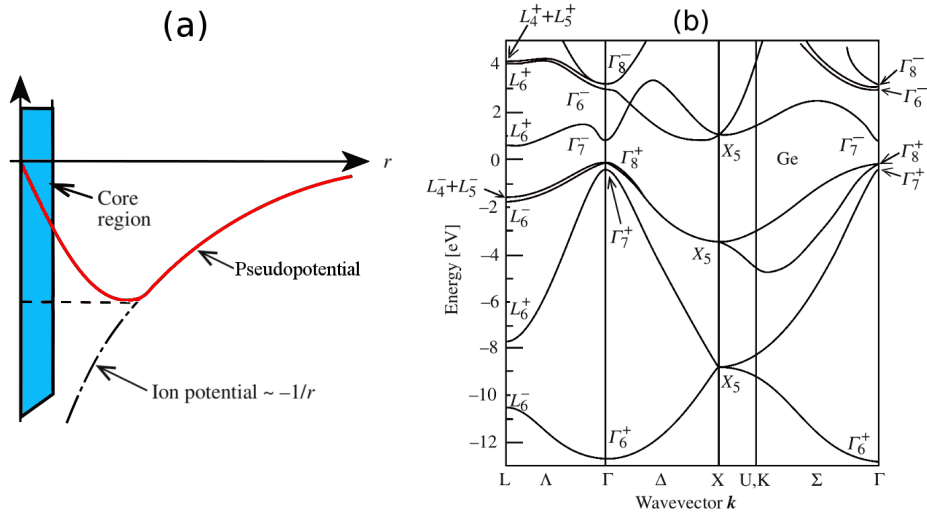 (a)
r
Core
region
Pseudopotential
Ion potential ~ –1/r
(b)
L₄⁺+L₅⁺
L₆⁺
L₆⁺
L₄⁻+L₅⁻
L₆⁻
L₆⁺
L₆⁻
Γ₈⁻
Γ₆⁻
Γ₇⁻
Γ₈⁺
Γ₇⁺
Γ₆⁺
X₅
X₅
X₅
Ge
Γ₈⁻
Γ₆⁻
Γ₇⁻
Γ₈⁺
Γ₇⁺
Γ₆⁺
4
2
0
–2
–4
–6
–8
–10
–12
Energy [eV]
L Λ Γ Δ X U,K Σ Γ
Wavevector k